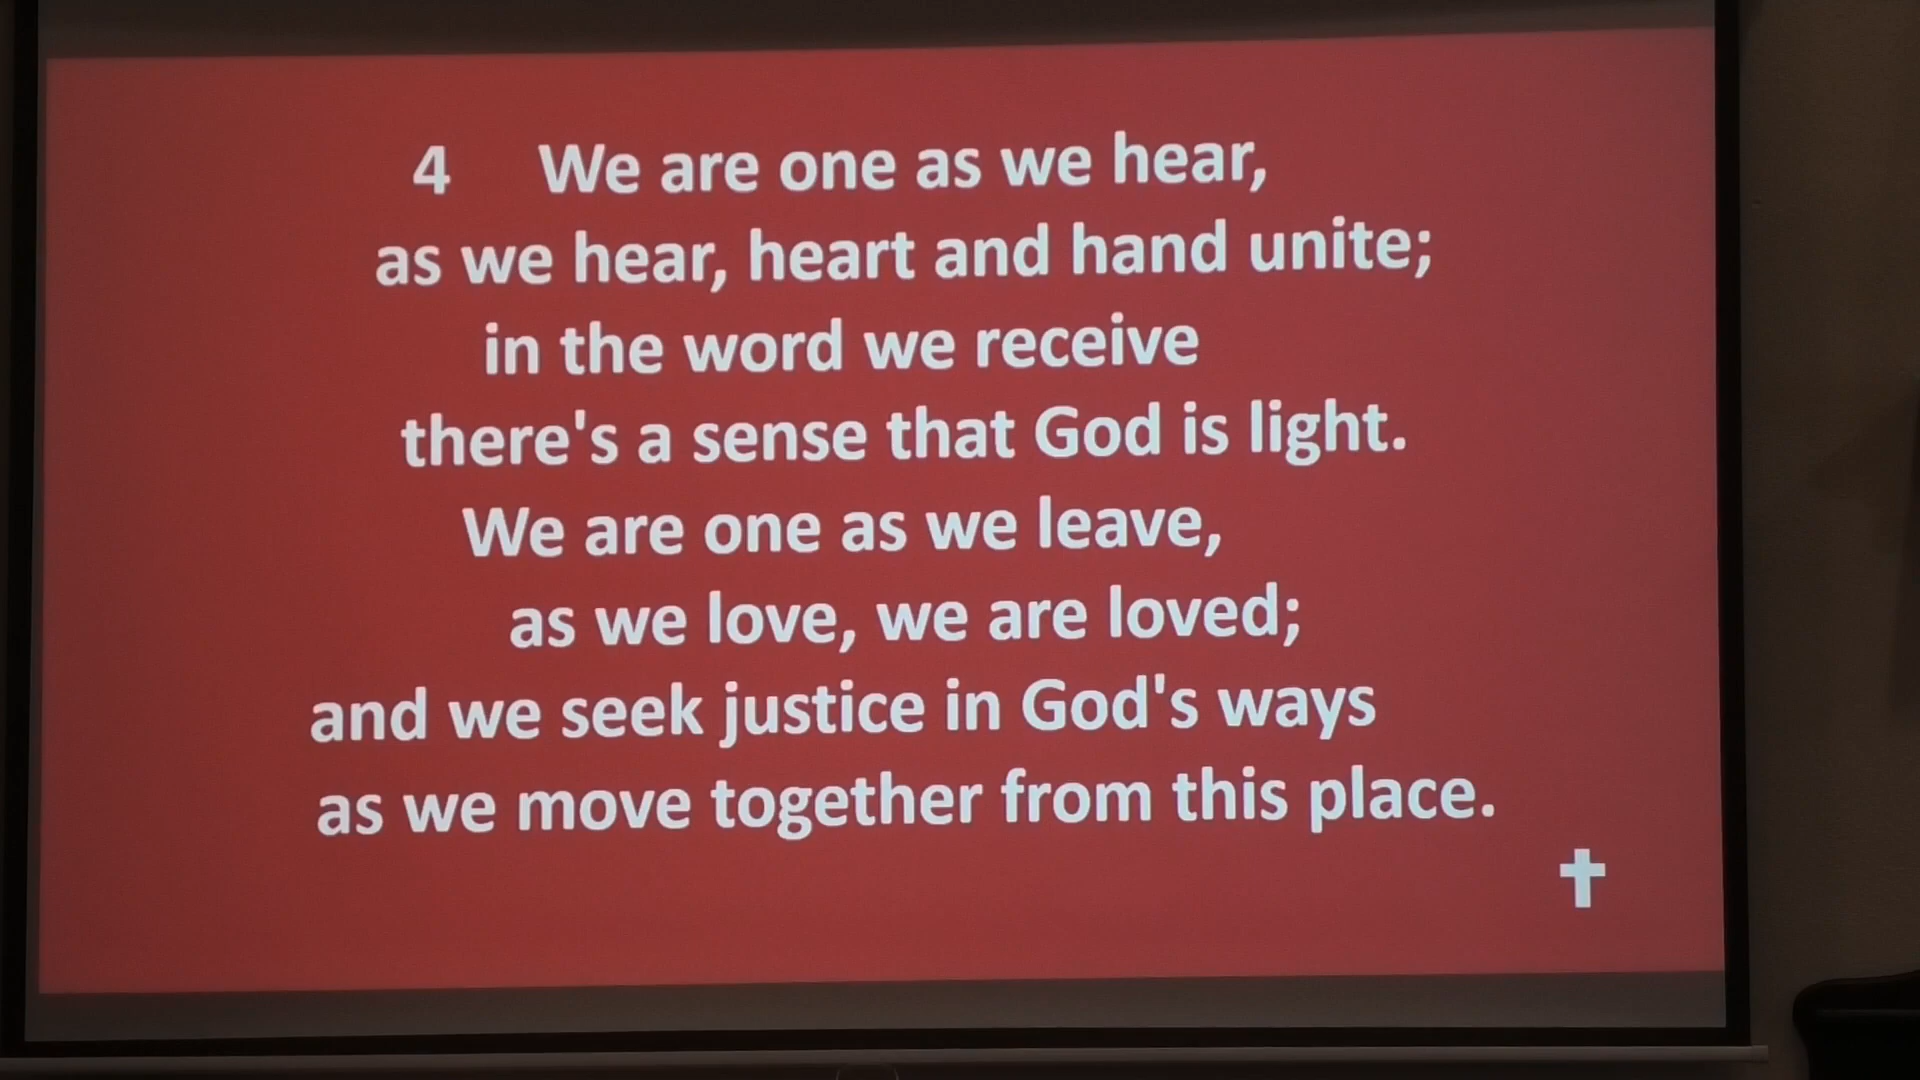 4 We are one as we hear,
as we hear, heart and hand unite;
in the word we receive
there's a sense that God is light.
We are one as we leave,
as we love, we are loved;
and we seek justice in God's ways
as we move together from this place.